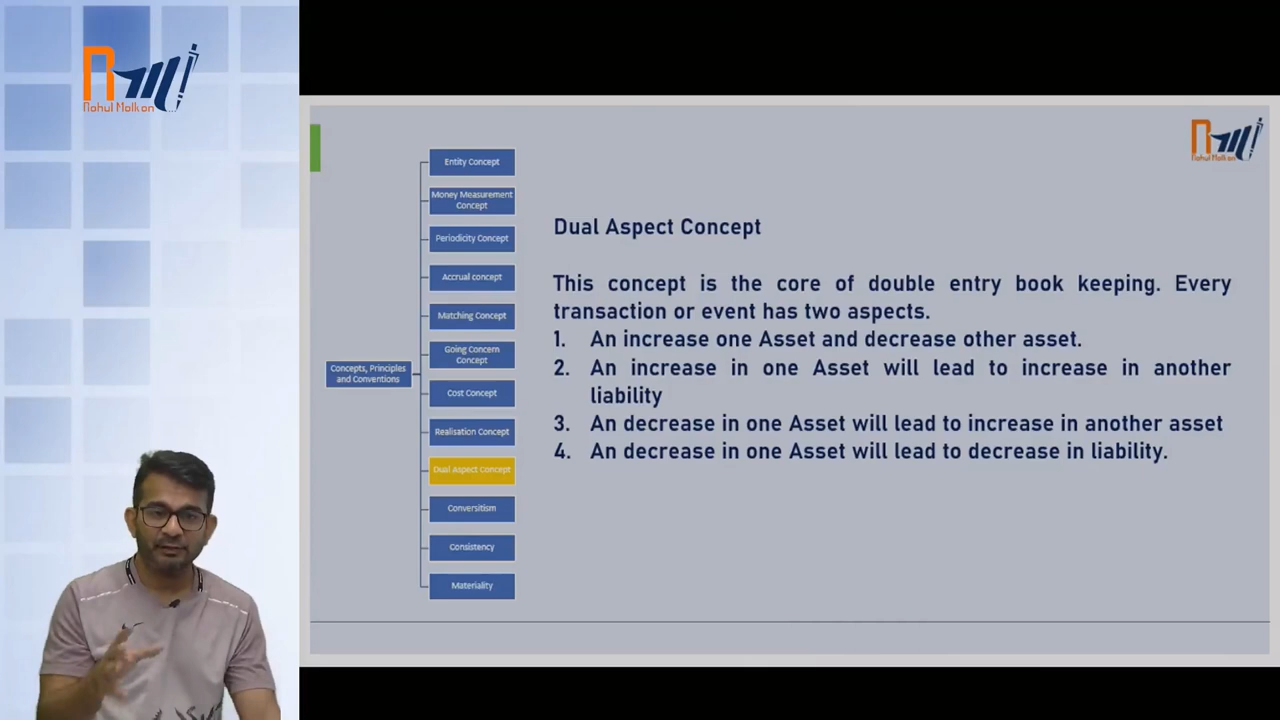 Rahul Malkan
Rahul Malkan
Entity Concept
Money Measurement
Concept
Periodicity Concept
Accrual concept
Matching Concept
Going Concern
Concept
Concepts, Principles
and Conventions
Cost Concept
Realisation Concept
Dual Aspect Concept
Conversitism
Consistency
Materiality
Dual Aspect Concept
This concept is the core of double entry book keeping. Every
transaction or event has two aspects.
1. An increase one Asset and decrease other asset.
2. An increase in one Asset will lead to increase in another
liability
3. An decrease in one Asset will lead to increase in another asset
4. An decrease in one Asset will lead to decrease in liability.